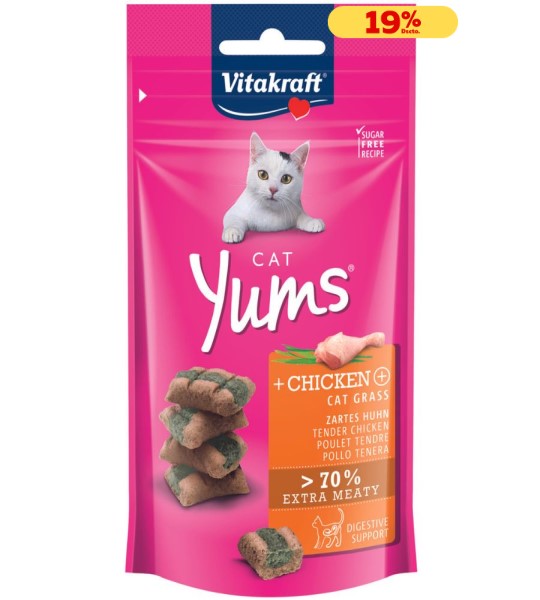 19%
Dscto.
Vitakraft®
SUGAR
FREE
RECIPE
CAT
Yums®
+ CHICKEN +
CAT GRASS
ZARTES HUHN
TENDER CHICKEN
POULET TENDRE
POLLO TENERA
> 70%
EXTRA MEATY
DIGESTIVE
SUPPORT